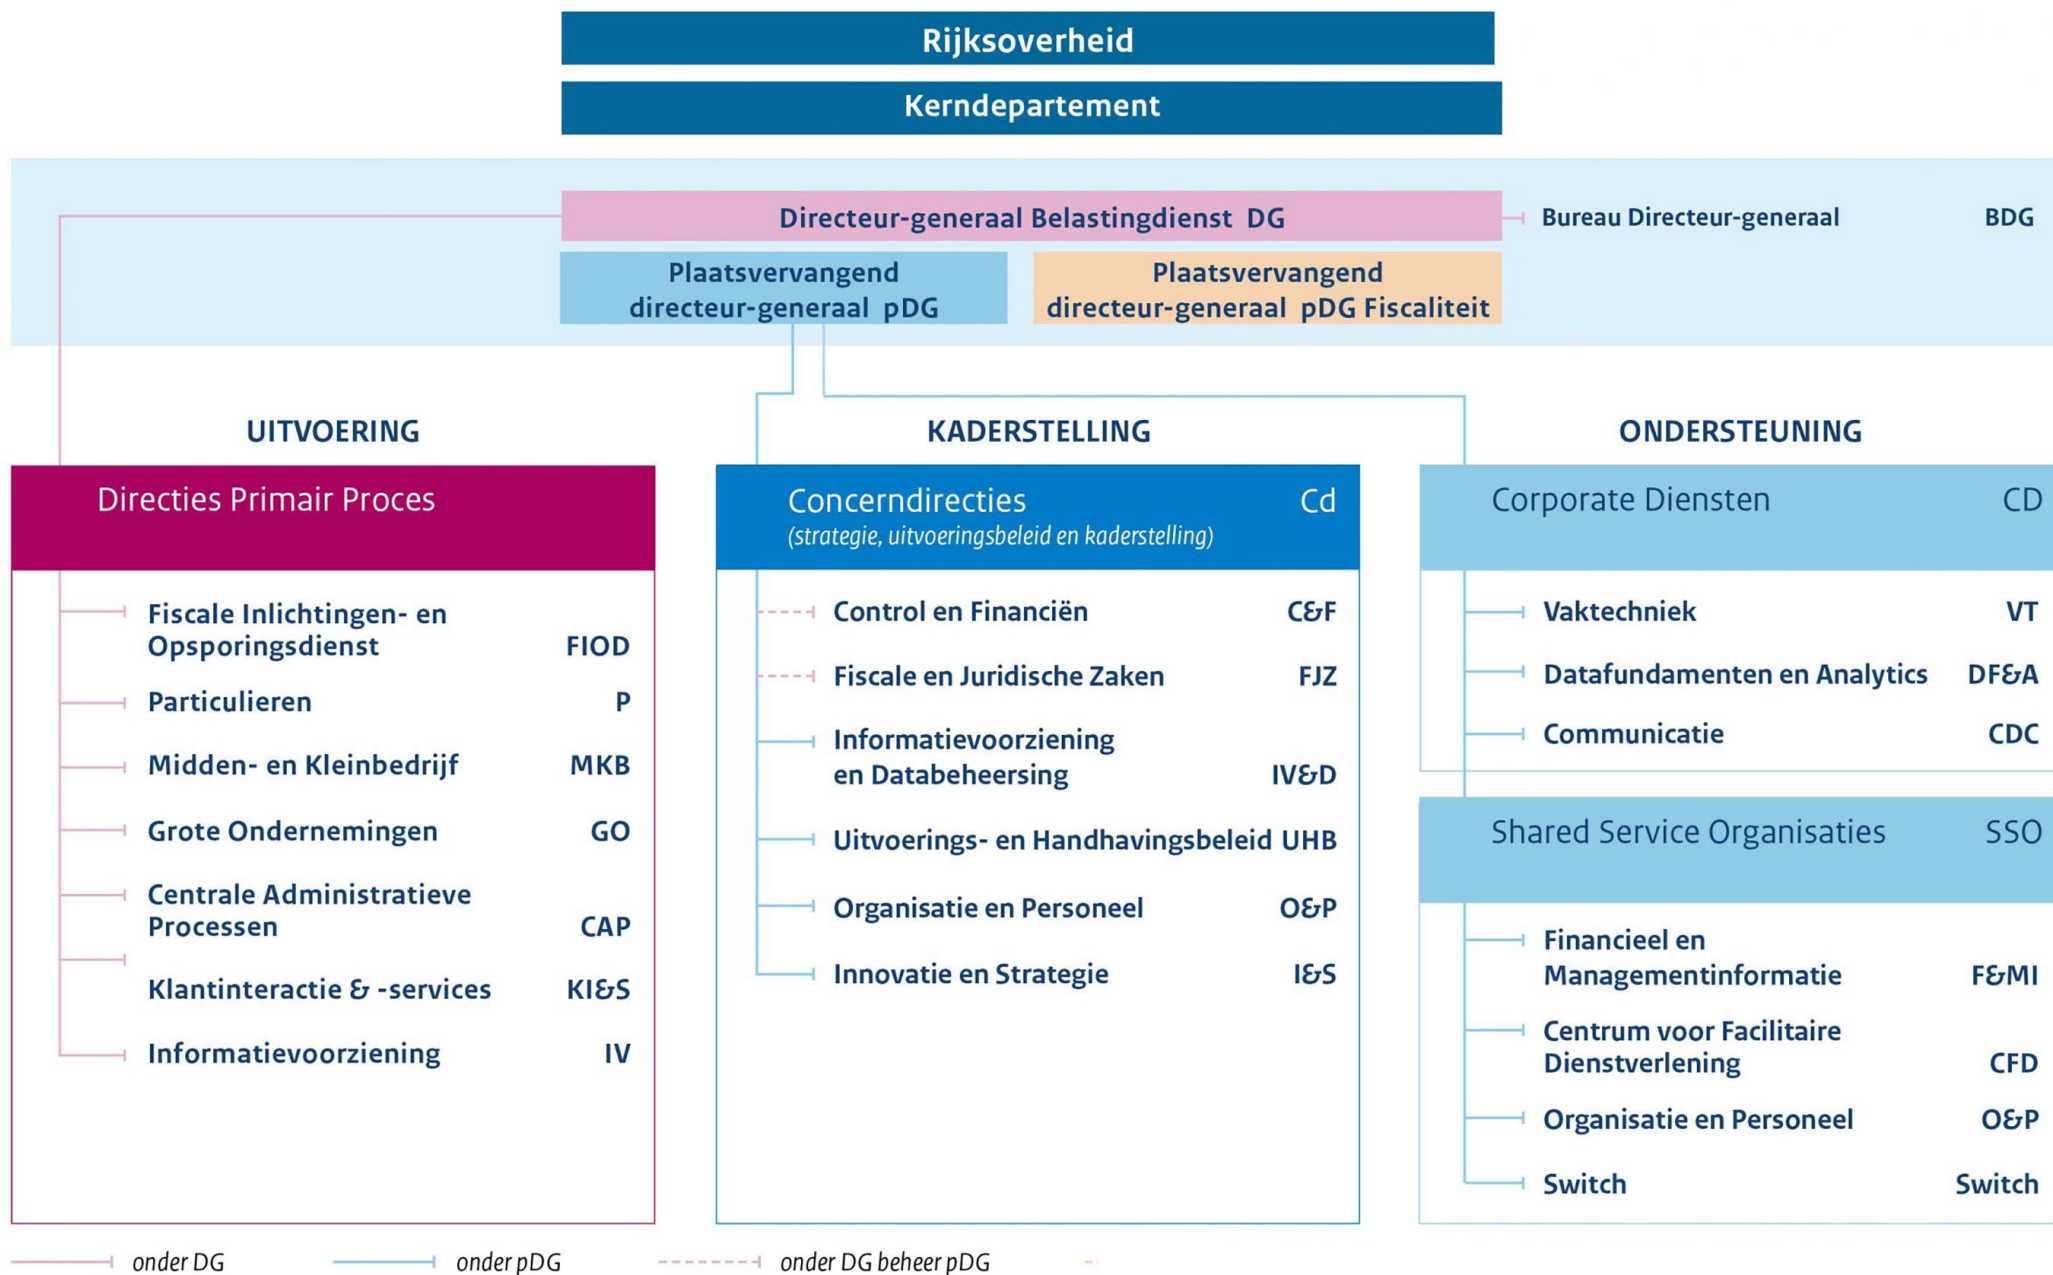 Rijksoverheid
Kerndepartement
Directeur-generaal Belastingdienst DG
Bureau Directeur-generaal BDG
Plaatsvervangend
directeur-generaal pDG
Plaatsvervangend
directeur-generaal pDG Fiscaliteit
UITVOERING
Directies Primair Proces
Fiscale Inlichtingen- en
Opsporingsdienst FIOD
Particulieren P
Midden- en Kleinbedrijf MKB
Grote Ondernemingen GO
Centrale Administratieve
Processen CAP
Klantinteractie & -services KI&S
Informatievoorziening IV
KADERSTELLING
Concerndirecties Cd
(strategie, uitvoeringsbeleid en kaderstelling)
Control en Financiën C&F
Fiscale en Juridische Zaken FJZ
Informatievoorziening
en Databeheersing IV&D
Uitvoerings- en Handhavingsbeleid UHB
Organisatie en Personeel O&P
Innovatie en Strategie I&S
ONDERSTEUNING
Corporate Diensten CD
Vaktechniek VT
Datafundamenten en Analytics DF&A
Communicatie CDC
Shared Service Organisaties SSO
Financieel en
Managementinformatie F&MI
Centrum voor Facilitaire
Dienstverlening CFD
Organisatie en Personeel O&P
Switch Switch
onder DG
onder pDG
onder DG beheer pDG